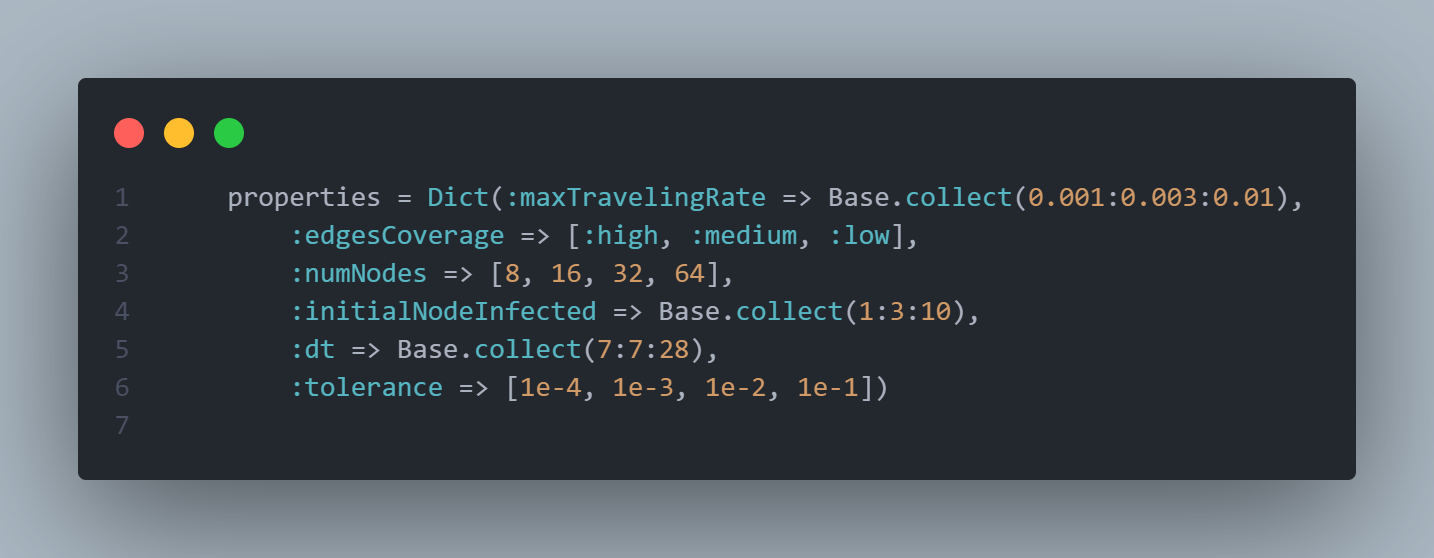 1 properties = Dict(:maxTravelingRate => Base.collect(0.001:0.003:0.01),
2 :edgesCoverage => [:high, :medium, :low],
3 :numNodes => [8, 16, 32, 64],
4 :initialNodeInfected => Base.collect(1:3:10),
5 :dt => Base.collect(7:7:28),
6 :tolerance => [1e-4, 1e-3, 1e-2, 1e-1])
7